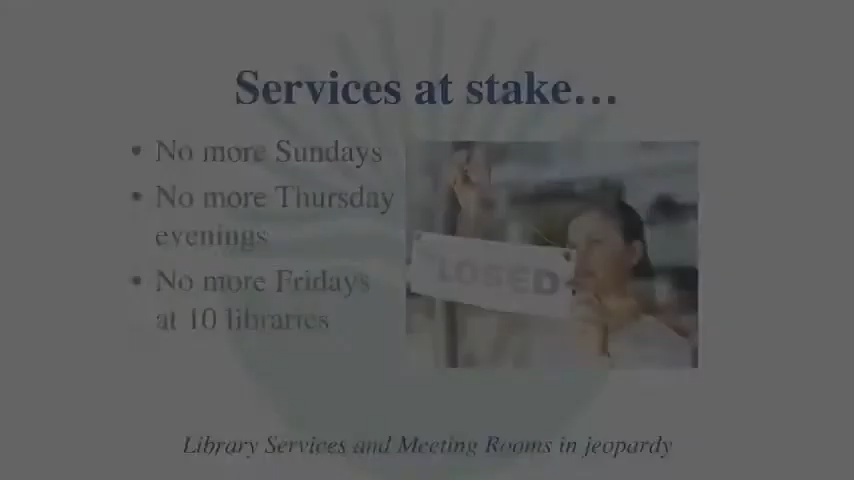 Services at stake…
• No more Sundays
• No more Thursday
evenings
• No more Fridays
at 10 libraries
LOSED
Library Services and Meeting Rooms in jeopardy